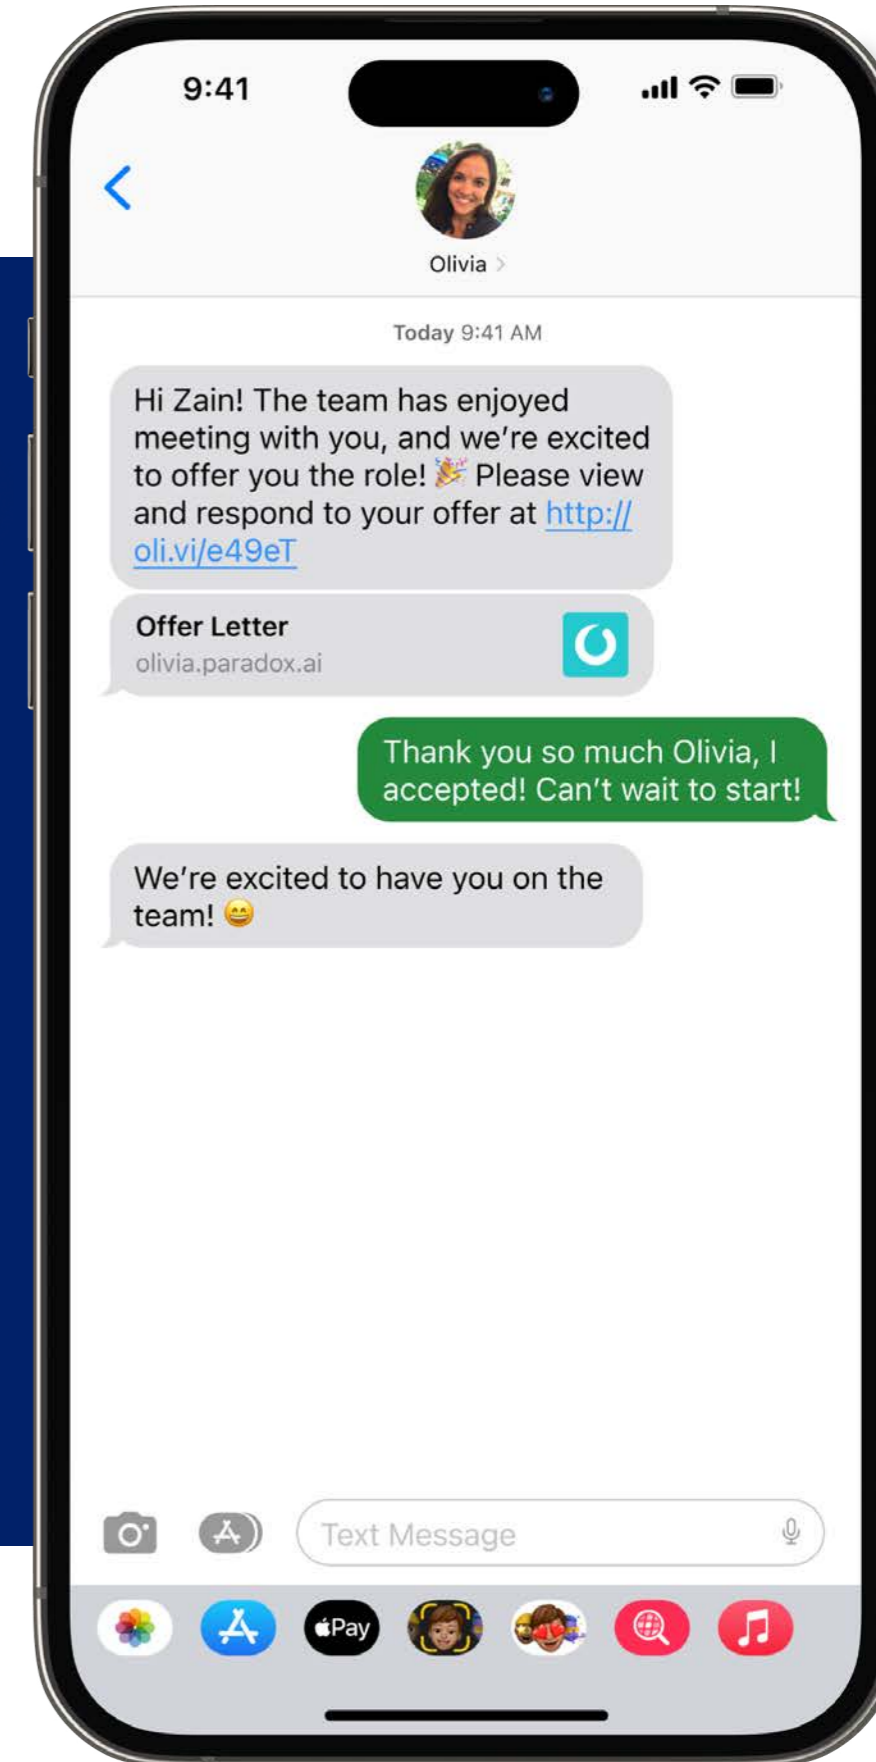 9:41
Olivia
Today 9:41 AM
Hi Zain! The team has enjoyed
meeting with you, and we’re excited
to offer you the role! 🎉 Please view
and respond to your offer at http://
oli.vi/e49eT
Offer Letter
olivia.paradox.ai
Thank you so much Olivia, I
accepted! Can’t wait to start!
We’re excited to have you on the
team! 😄
Text Message
Pay